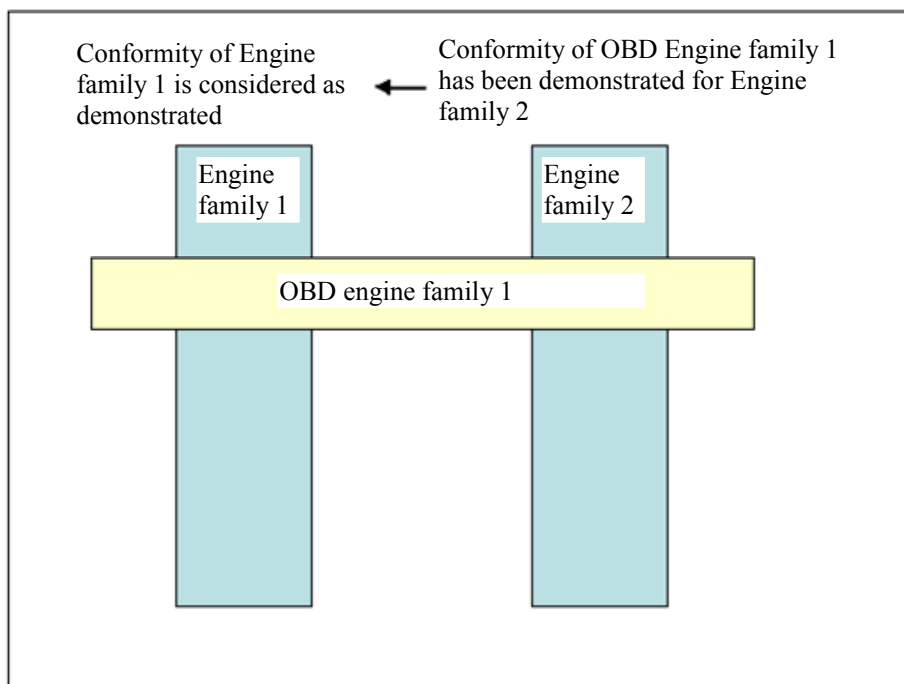 Conformity of Engine
family 1 is considered as
demonstrated
Conformity of OBD Engine family 1
has been demonstrated for Engine
family 2
Engine
family 1
Engine
family 2
OBD engine family 1